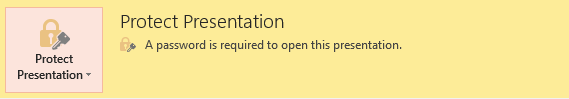 Protect Presentation
A password is required to open this presentation.
Protect
Presentation